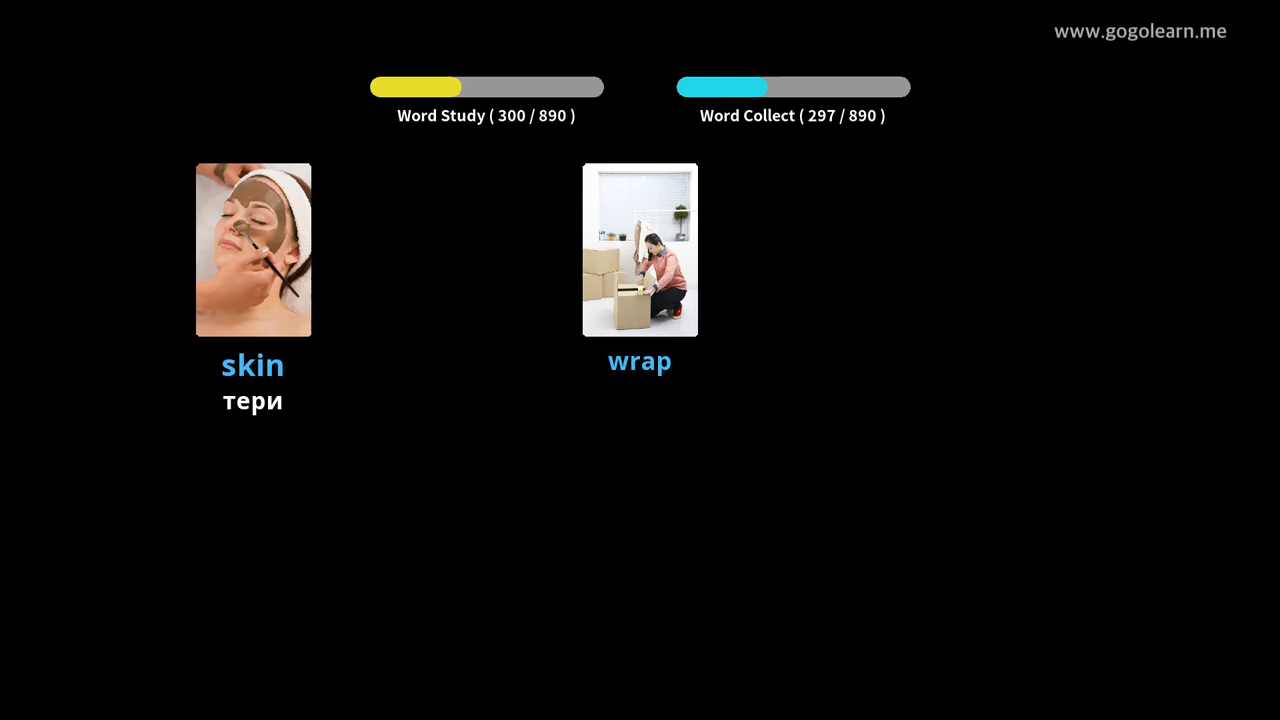 www.gogolearn.me
Word Study ( 300 / 890 )
Word Collect ( 297 / 890 )
skin
тери
wrap